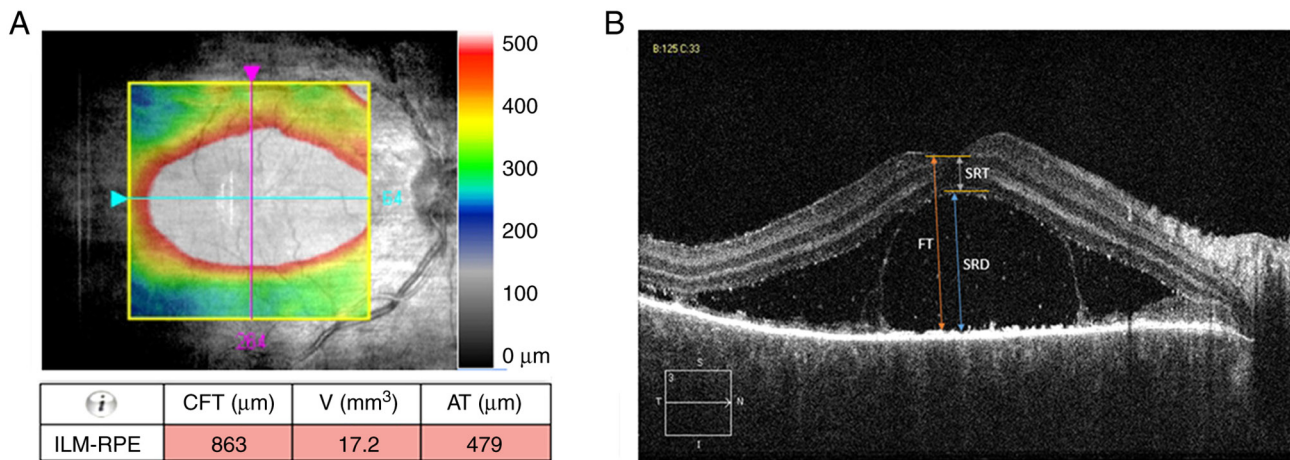 A
500
400
300
200
100
0 μm
64
264
i CFT (μm) V (mm³) AT (μm)
ILM-RPE 863 17.2 479
B
B:125 C:33
SRT
FT
SRD
S
3
T N
I